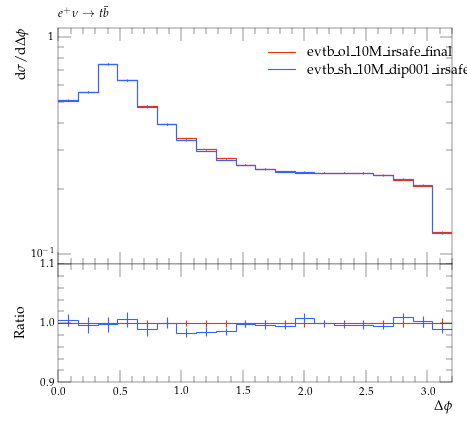 e⁺ν → tb̄
dσ/dΔϕ
1
evtb_ol_10M_irsafe_final
evtb_sh_10M_dip001_irsafe
10⁻¹
1.1
Ratio
1.0
0.9
0.0 0.5 1.0 1.5 2.0 2.5 3.0
Δϕ